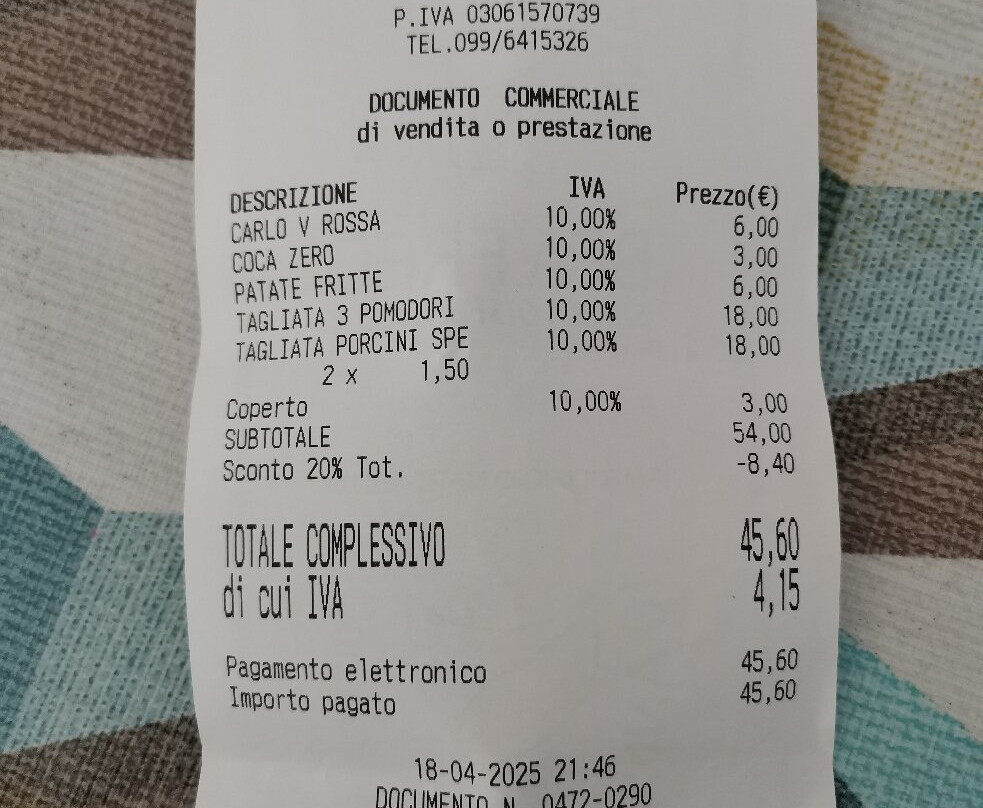 P.IVA 03061570739
TEL.099/6415326
DOCUMENTO COMMERCIALE
di vendita o prestazione
DESCRIZIONE IVA Prezzo(€)
CARLO V ROSSA 10,00% 6,00
COCA ZERO 10,00% 3,00
PATATE FRITTE 10,00% 6,00
TAGLIATA 3 POMODORI 10,00% 18,00
TAGLIATA PORCINI SPE 10,00% 18,00
2 x 1,50
Coperto 10,00% 3,00
SUBTOTALE 54,00
Sconto 20% Tot. -8,40
TOTALE COMPLESSIVO 45,60
di cui IVA 4,15
Pagamento elettronico 45,60
Importo pagato 45,60
18-04-2025 21:46
DOCUMENTO N. 0472-0290